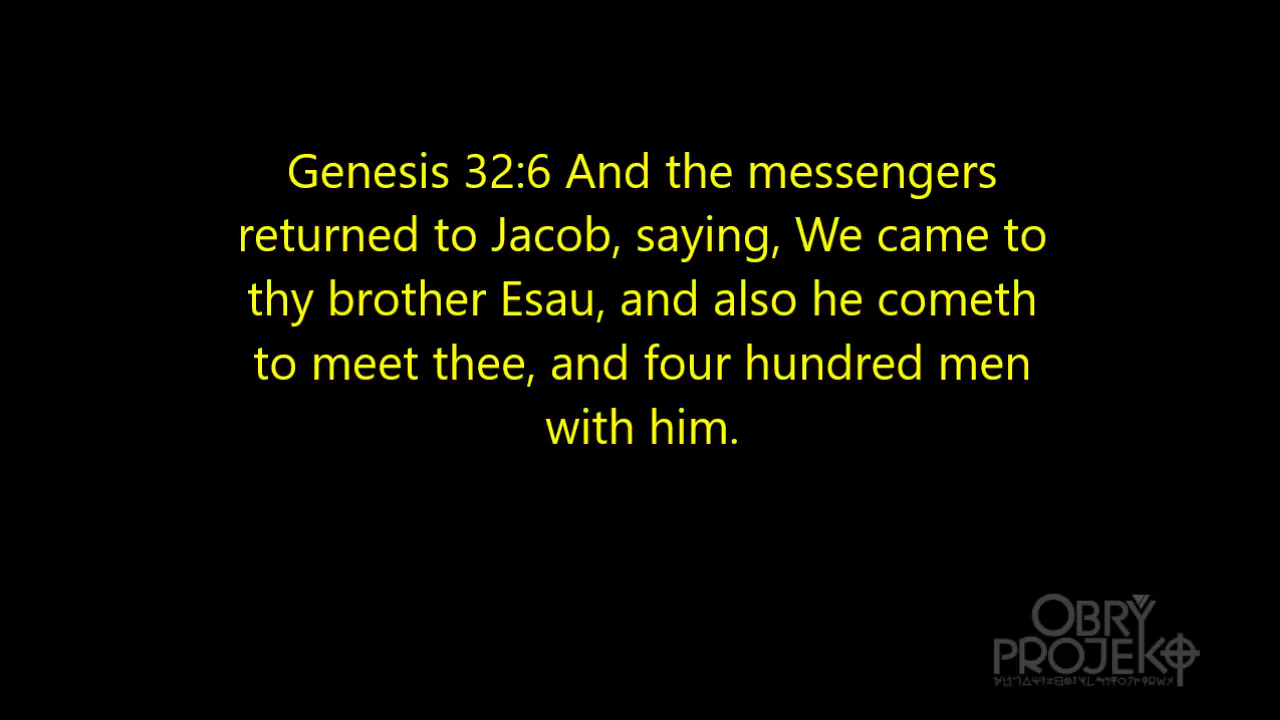 Genesis 32:6 And the messengers
returned to Jacob, saying, We came to
thy brother Esau, and also he cometh
to meet thee, and four hundred men
with him.
OBRY
PROJEKT